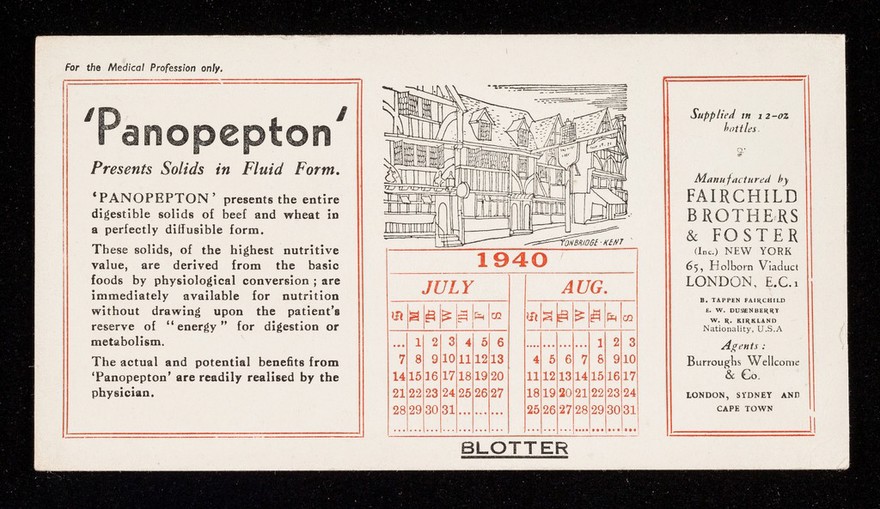 For the Medical Profession only.
'Panopepton'
Presents Solids in Fluid Form.
'PANOPEPTON' presents the entire
digestible solids of beef and wheat in
a perfectly diffusible form.
These solids, of the highest nutritive
value, are derived from the basic
foods by physiological conversion ; are
immediately available for nutrition
without drawing upon the patient's
reserve of "energy" for digestion or
metabolism.
The actual and potential benefits from
'Panopepton' are readily realised by the
physician.
TONBRIDGE·KENT
1940
JULY
S M Tu W Th F S
... 1 2 3 4 5 6
7 8 9 10 11 12 13
14 15 16 17 18 19 20
21 22 23 24 25 26 27
28 29 30 31 ... ... ...
AUG.
S M Tu W Th F S
... ... ... ... 1 2 3
4 5 6 7 8 9 10
11 12 13 14 15 16 17
18 19 20 21 22 23 24
25 26 27 28 29 30 31
BLOTTER
Supplied in 12-oz
bottles.
Manufactured by
FAIRCHILD
BROTHERS
& FOSTER
(Inc.) NEW YORK
65, Holborn Viaduct
LONDON, E.C.1
B. TAPPEN FAIRCHILD
E. W. DUSENBERRY
W. R. KIRKLAND
Nationality, U.S.A
Agents :
Burroughs Wellcome
& Co.
LONDON, SYDNEY AND
CAPE TOWN